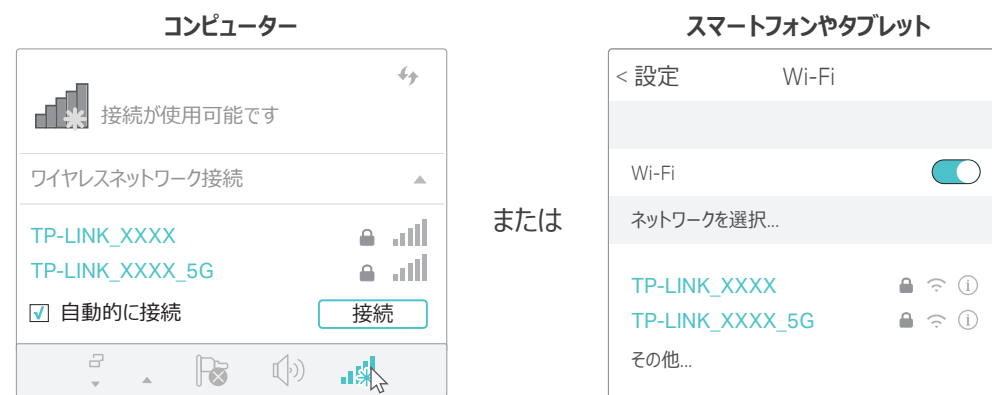 コンピューター
接続が使用可能です
ワイヤレスネットワーク接続
TP-LINK_XXXX
TP-LINK_XXXX_5G
自動的に接続
接続
または
スマートフォンやタブレット
< 設定 Wi-Fi
Wi-Fi
ネットワークを選択...
TP-LINK_XXXX
TP-LINK_XXXX_5G
その他...